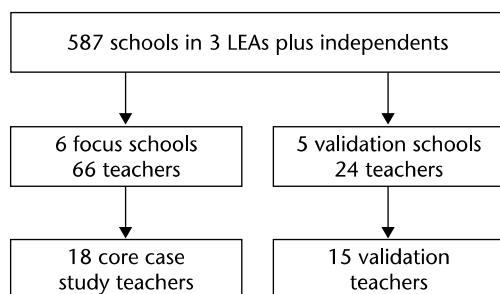 587 schools in 3 LEAs plus independents
6 focus schools
66 teachers
5 validation schools
24 teachers
18 core case
study teachers
15 validation
teachers